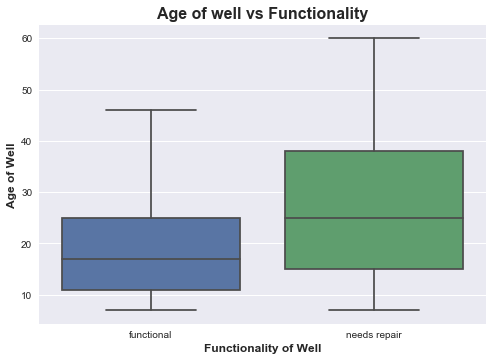 Age of well vs Functionality
60
50
40
30
20
10
Age of Well
functional
needs repair
Functionality of Well